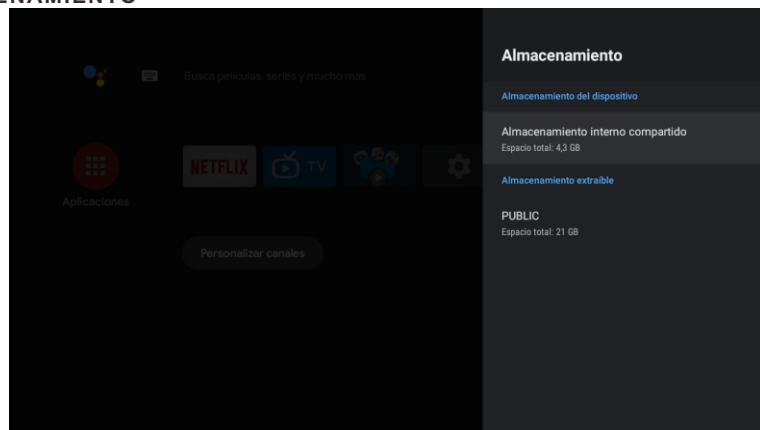 Almacenamiento
Busca películas, series y mucho más
Almacenamiento del dispositivo
Almacenamiento interno compartido
Espacio total: 4,3 GB
NETFLIX
TV
Almacenamiento extraíble
Aplicaciones
PUBLIC
Espacio total: 21 GB
Personalizar canales